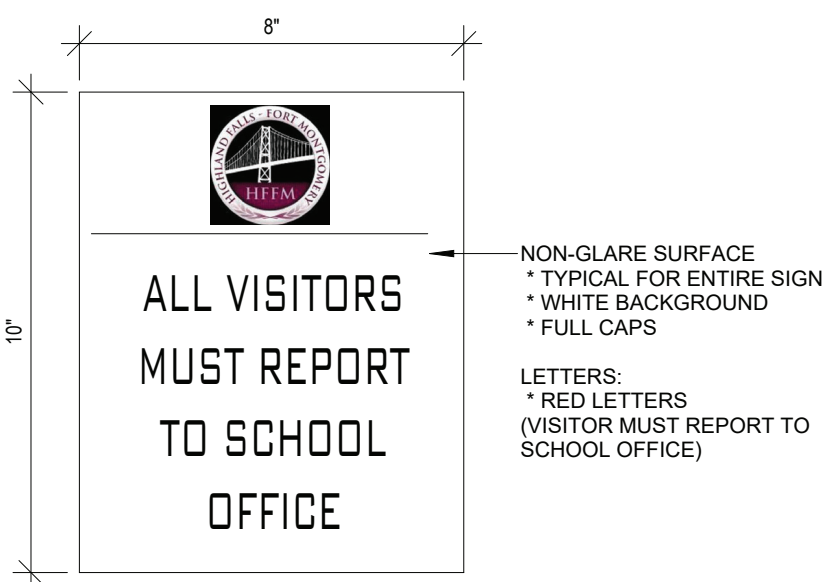 8"
10"
HIGHLAND FALLS - FORT MONTGOMERY
HFFM
ALL VISITORS
MUST REPORT
TO SCHOOL
OFFICE
NON-GLARE SURFACE
* TYPICAL FOR ENTIRE SIGN
* WHITE BACKGROUND
* FULL CAPS
LETTERS:
* RED LETTERS
(VISITOR MUST REPORT TO
SCHOOL OFFICE)